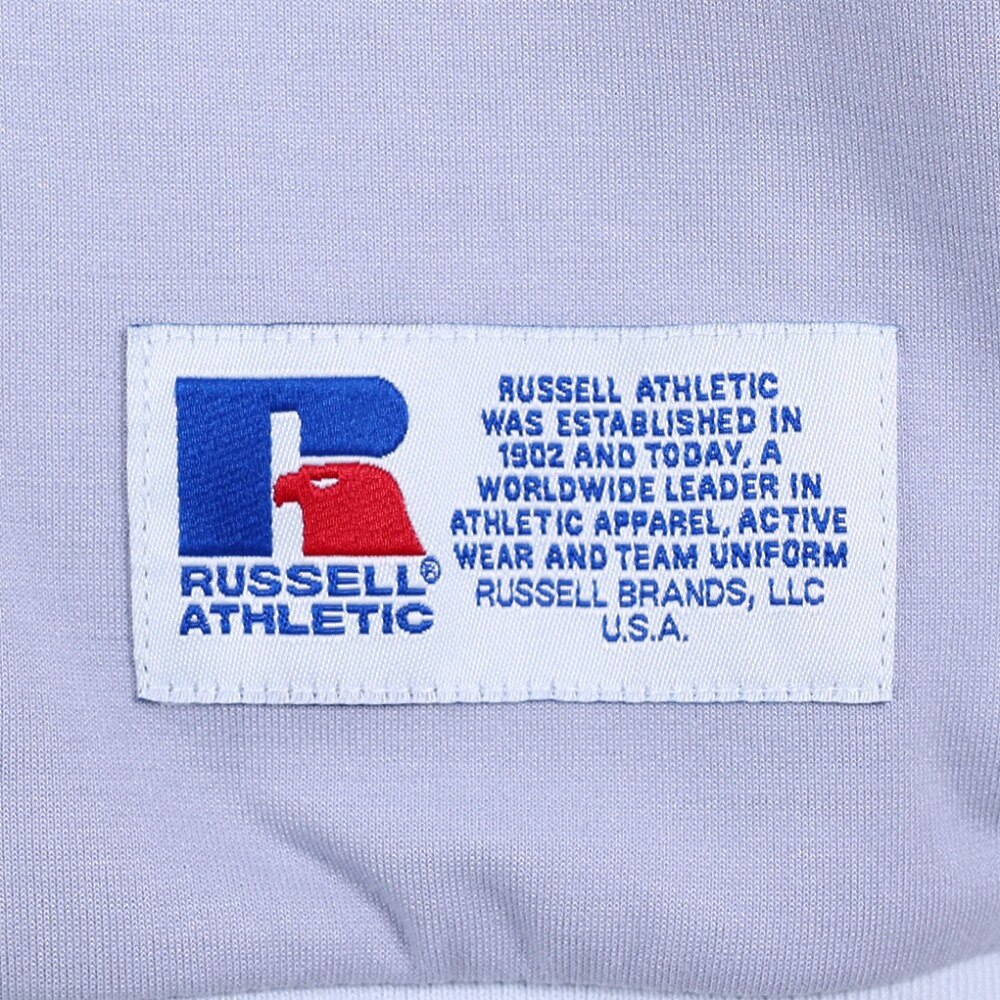 R
RUSSELL®
ATHLETIC
RUSSELL ATHLETIC
WAS ESTABLISHED IN
1902 AND TODAY, A
WORLDWIDE LEADER IN
ATHLETIC APPAREL, ACTIVE
WEAR AND TEAM UNIFORM
RUSSELL BRANDS, LLC
U.S.A.